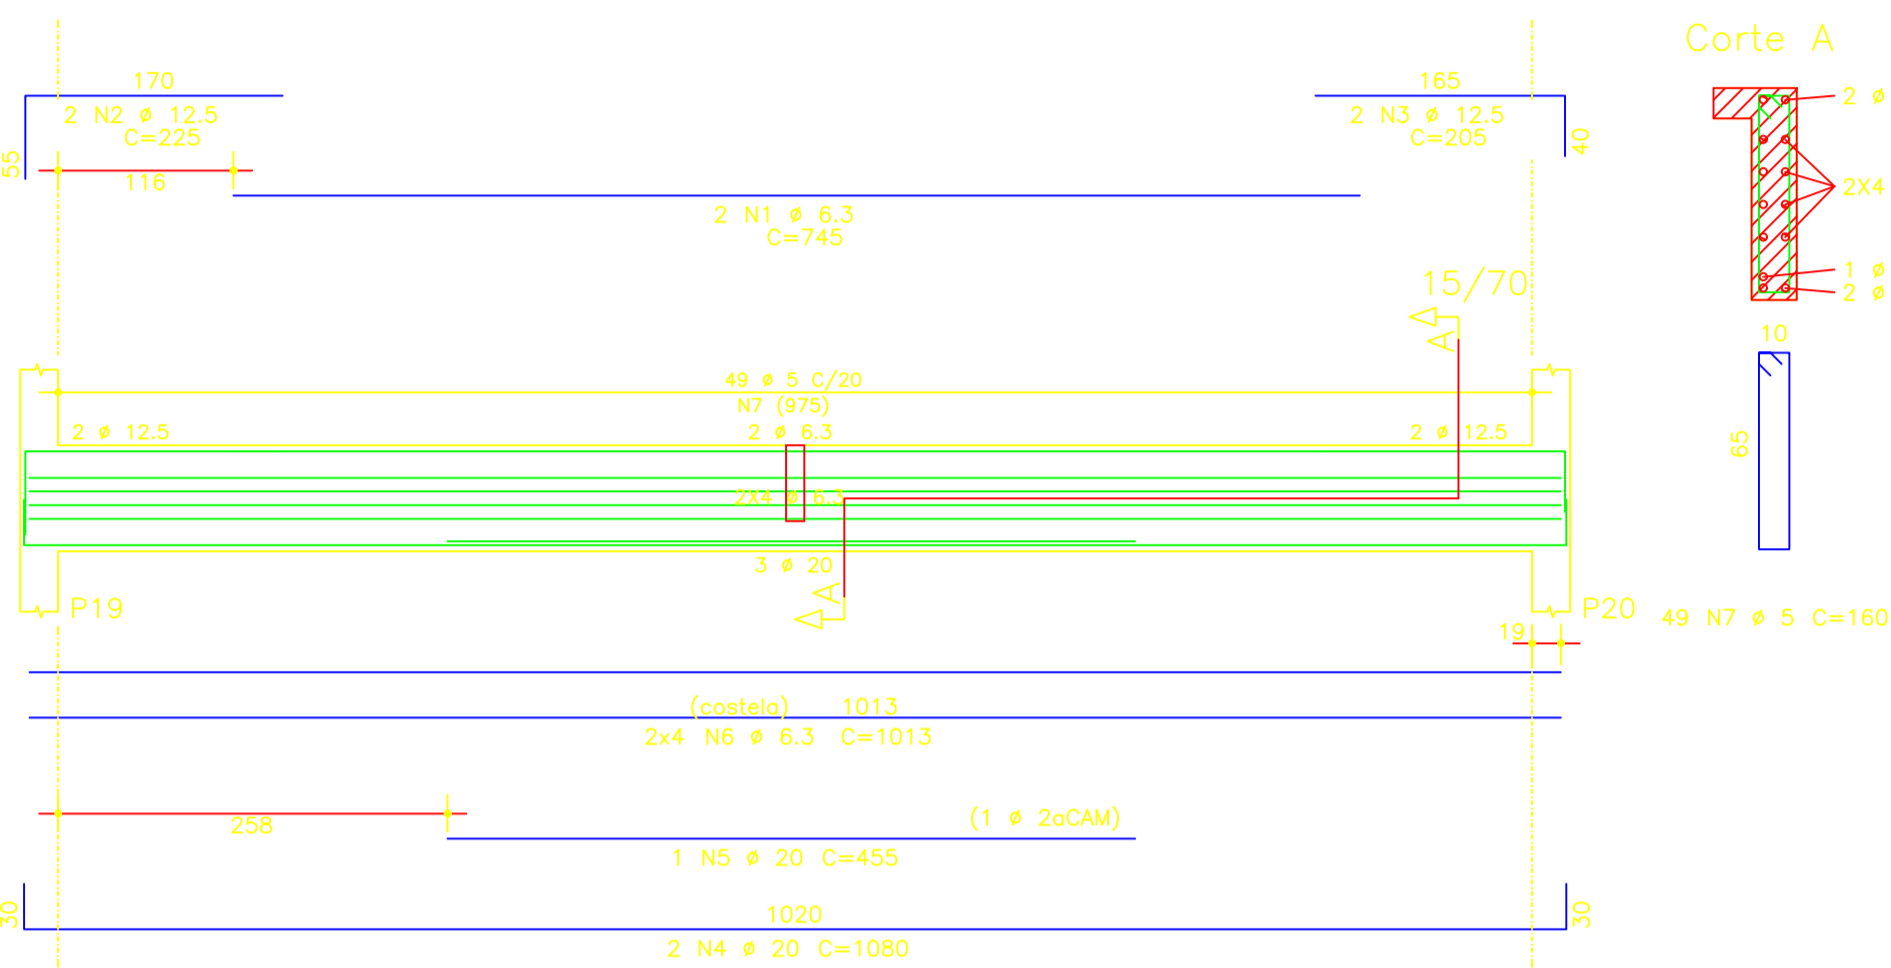 Corte A
170
2 N2 ø 12.5
C=225
55
116
165
2 N3 ø 12.5
C=205
40
2 N1 ø 6.3
C=745
2 ø
2X4
1 ø
2 ø
15/70
A
49 ø 5 C/20
N7 (975)
2 ø 12.5
2 ø 6.3
2 ø 12.5
2X4 ø 6.3
3 ø 20
A
P19
P20
19
10
65
49 N7 ø 5 C=160
(costela) 1013
2x4 N6 ø 6.3 C=1013
258
(1 ø 2aCAM)
1 N5 ø 20 C=455
30
1020
30
2 N4 ø 20 C=1080